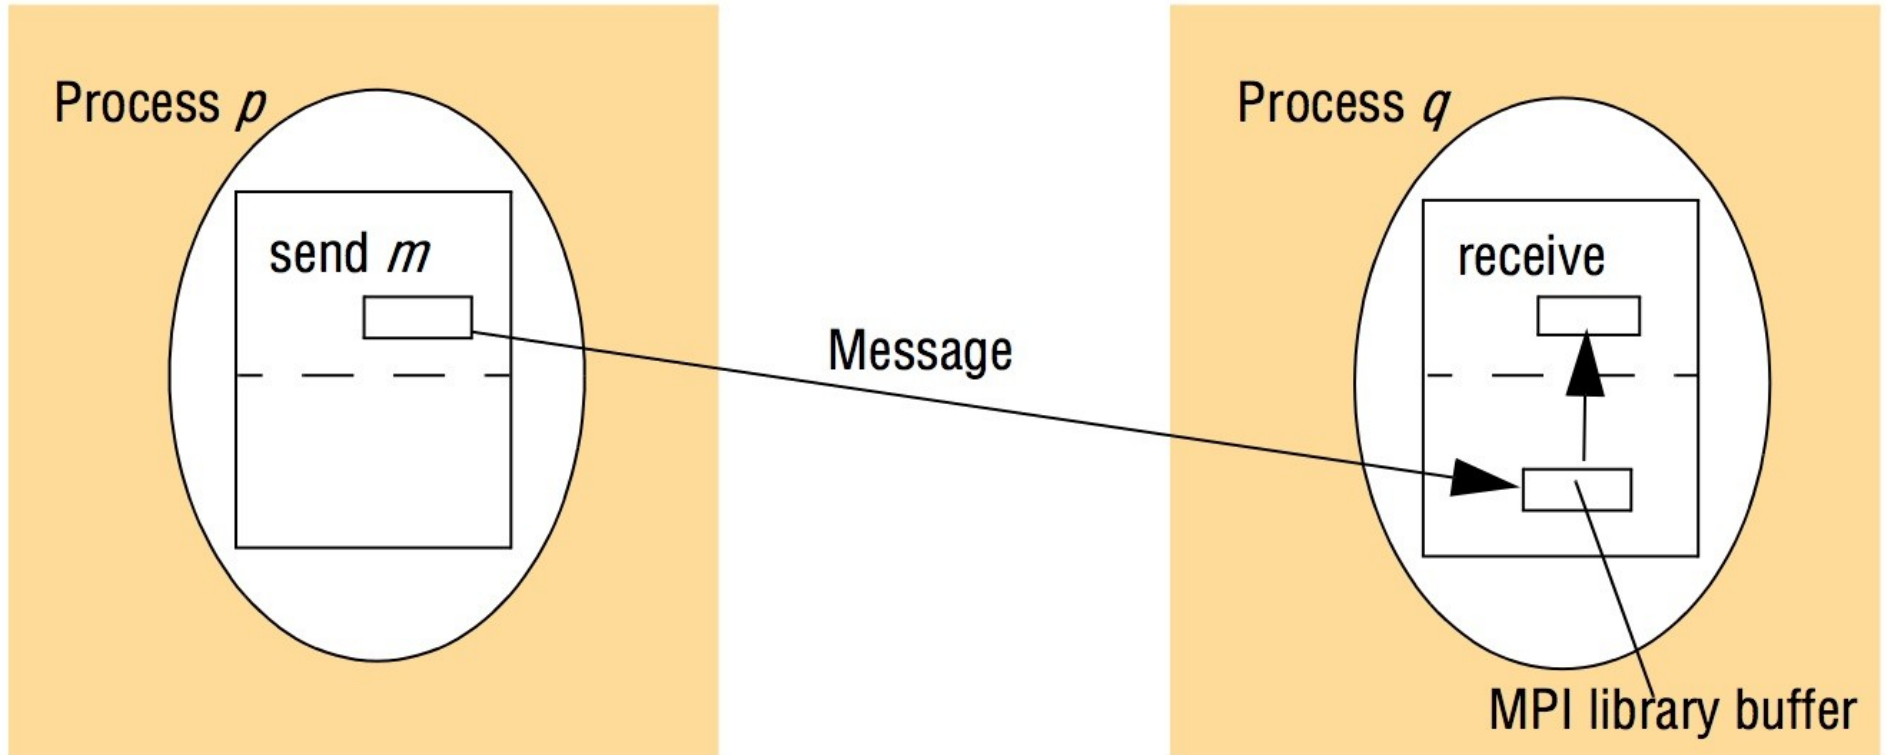 Process p
Process q
send m
receive
Message
MPI library buffer